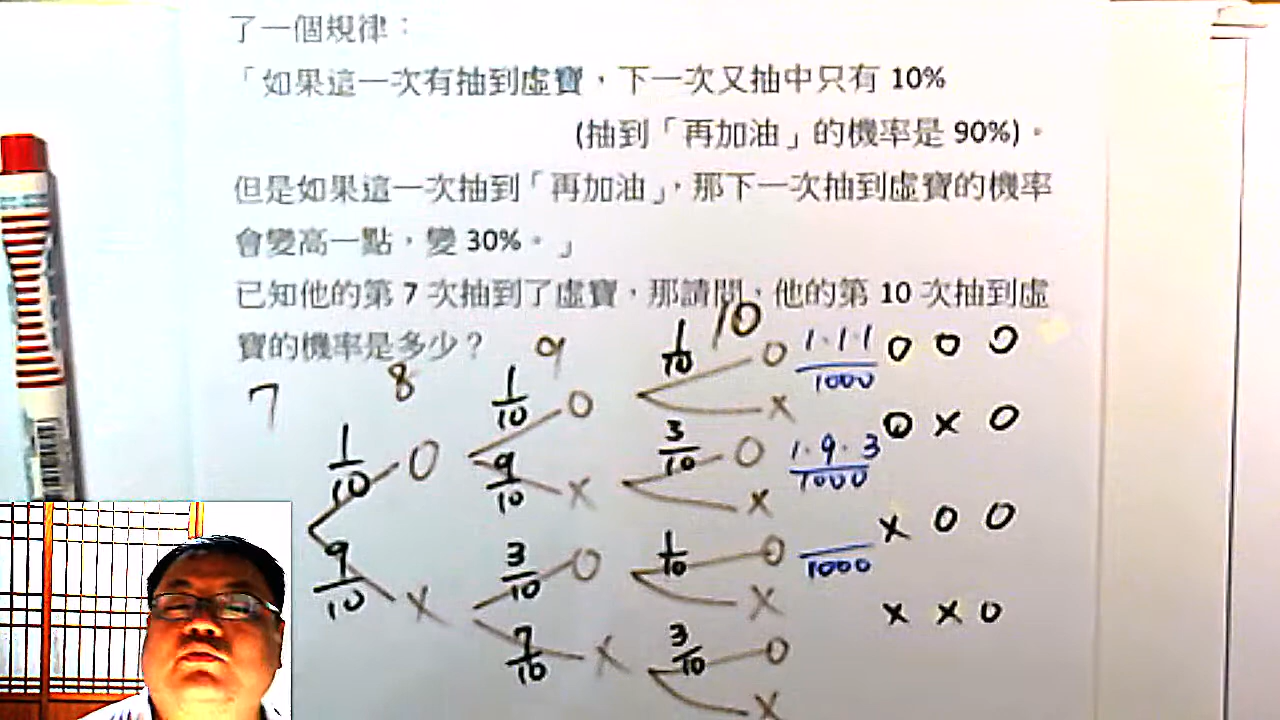 了一個規律：
「如果這一次有抽到虛寶，下一次又抽中只有 10%
(抽到「再加油」的機率是 90%)。
但是如果這一次抽到「再加油」，那下一次抽到虛寶的機率
會變高一點，變 30%。」
已知他的第 7 次抽到了虛寶，那請問，他的第 10 次抽到虛
寶的機率是多少？
7 8 9 10
1/10 O 1/10 O 1/10 O 1·1·1/1000 O O O
X
9/10 X 3/10 O 1·9·3/1000 O X O
X
9/10 X 3/10 O 1/10 O /1000 X O O
X
7/10 X 3/10 O X X O
X